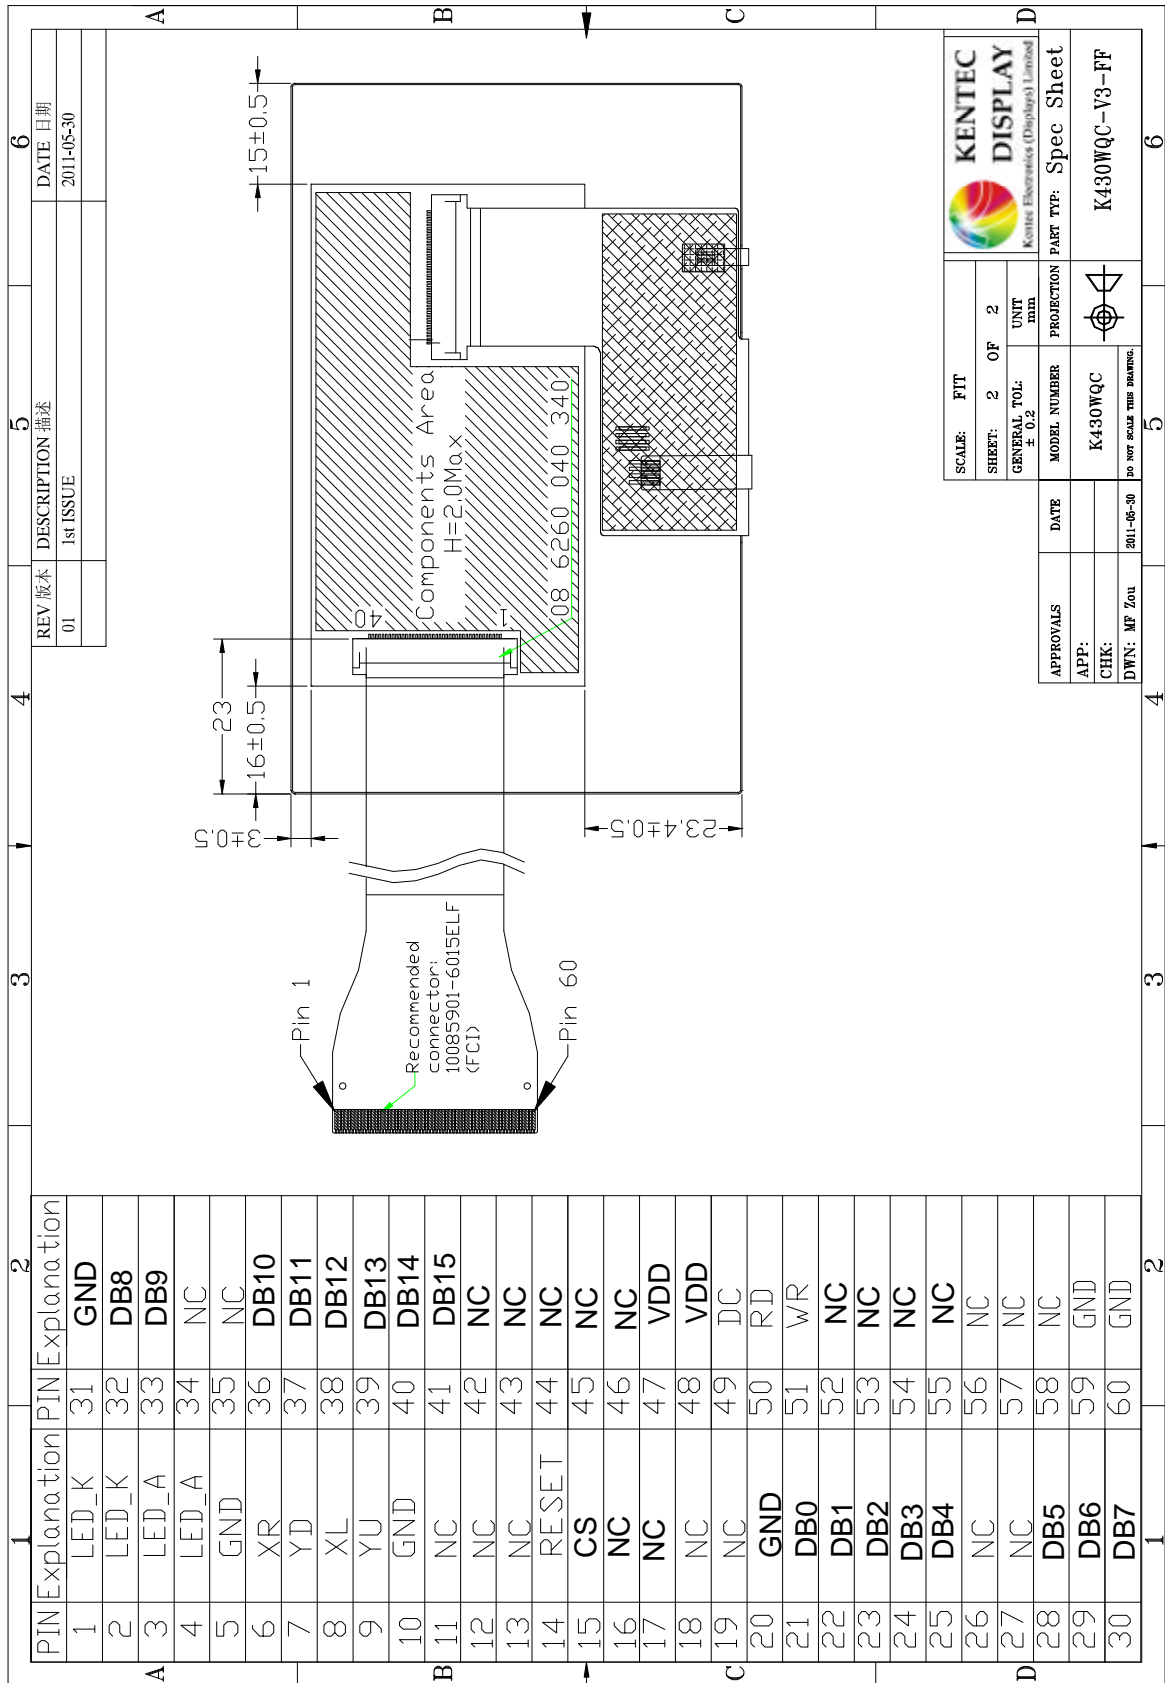 6
5
4
3
2
1
A
B
C
D
REV 版本 DESCRIPTION 描述 DATE 日期
01 1st ISSUE 2011-05-30
15±0.5
23
16±0.5
3±0.5
23.4±0.5
Components Area
H=2.0Max
40
1
08 6260 040 340
Pin 1
Recommended
connector:
10085901-6015ELF
(FCI)
Pin 60
PIN Explanation PIN Explanation
1 LED_K 31 GND
2 LED_K 32 DB8
3 LED_A 33 DB9
4 LED_A 34 NC
5 GND 35 NC
6 XR 36 DB10
7 YD 37 DB11
8 XL 38 DB12
9 YU 39 DB13
10 GND 40 DB14
11 NC 41 DB15
12 NC 42 NC
13 NC 43 NC
14 RESET 44 NC
15 CS 45 NC
16 NC 46 NC
17 NC 47 VDD
18 NC 48 VDD
19 NC 49 DC
20 GND 50 RD
21 DB0 51 WR
22 DB1 52 NC
23 DB2 53 NC
24 DB3 54 NC
25 DB4 55 NC
26 NC 56 NC
27 NC 57 NC
28 DB5 58 NC
29 DB6 59 GND
30 DB7 60 GND
KENTEC
DISPLAY
Kentec Electronics (Displays) Limited
SCALE: FIT
SHEET: 2 OF 2
GENERAL TOL: ± 0.2
UNIT mm
APPROVALS DATE
APP:
CHK:
DWN: MF Zou 2011-05-30
MODEL NUMBER
K430WQC
DO NOT SCALE THIS DRAWING.
PROJECTION
PART TYP: Spec Sheet
K430WQC-V3-FF
1
2
3
4
5
6
A
B
C
D